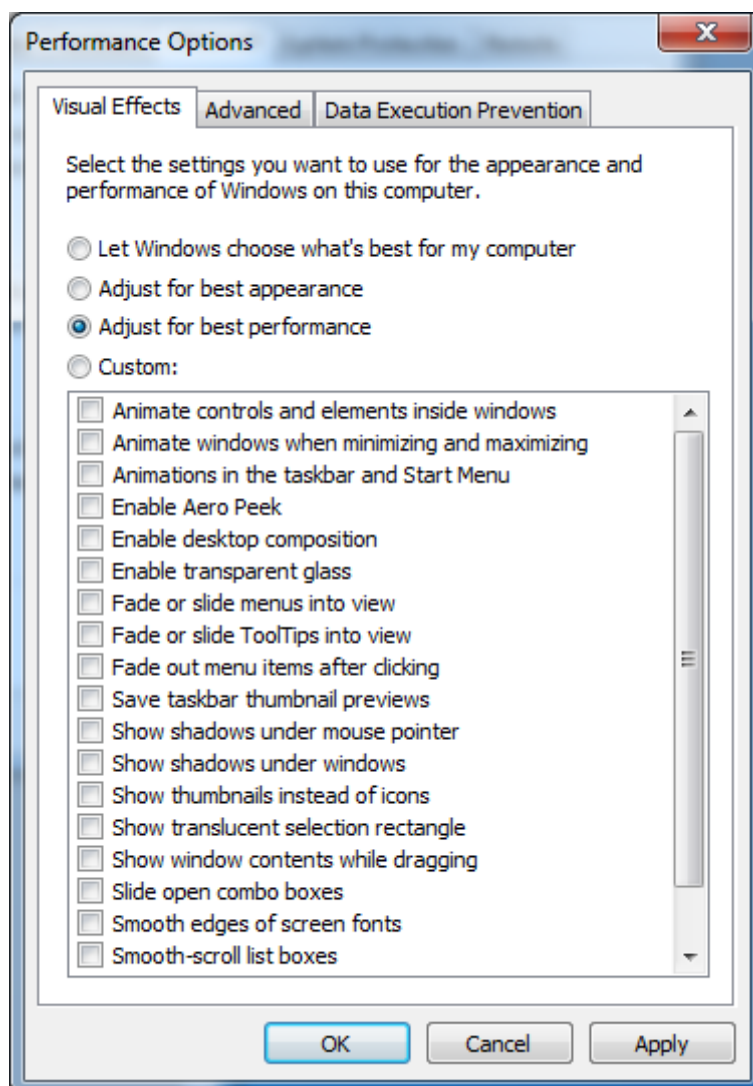 Performance Options
Visual Effects
Advanced
Data Execution Prevention
Select the settings you want to use for the appearance and
performance of Windows on this computer.
Let Windows choose what's best for my computer
Adjust for best appearance
Adjust for best performance
Custom:
Animate controls and elements inside windows
Animate windows when minimizing and maximizing
Animations in the taskbar and Start Menu
Enable Aero Peek
Enable desktop composition
Enable transparent glass
Fade or slide menus into view
Fade or slide ToolTips into view
Fade out menu items after clicking
Save taskbar thumbnail previews
Show shadows under mouse pointer
Show shadows under windows
Show thumbnails instead of icons
Show translucent selection rectangle
Show window contents while dragging
Slide open combo boxes
Smooth edges of screen fonts
Smooth-scroll list boxes
OK
Cancel
Apply